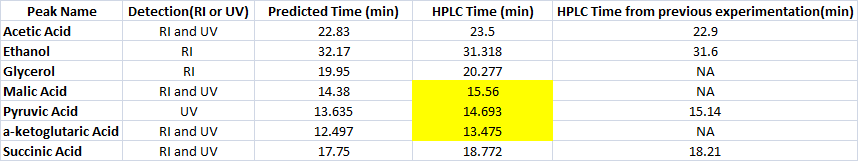 Peak Name Detection(RI or UV) Predicted Time (min) HPLC Time (min) HPLC Time from previous experimentation(min)
Acetic Acid RI and UV 22.83 23.5 22.9
Ethanol RI 32.17 31.318 31.6
Glycerol RI 19.95 20.277 NA
Malic Acid RI and UV 14.38 15.56 NA
Pyruvic Acid UV 13.635 14.693 15.14
a-ketoglutaric Acid RI and UV 12.497 13.475 NA
Succinic Acid RI and UV 17.75 18.772 18.21